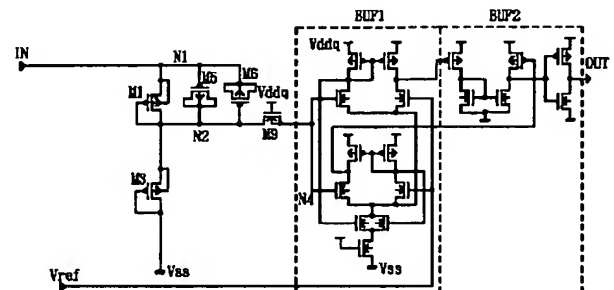 BUF1
BUF2
IN
N1
Vddq
OUT
M5
M6
M1
Vddq
N2
M9
M3
N4
Vss
Vss
Vref